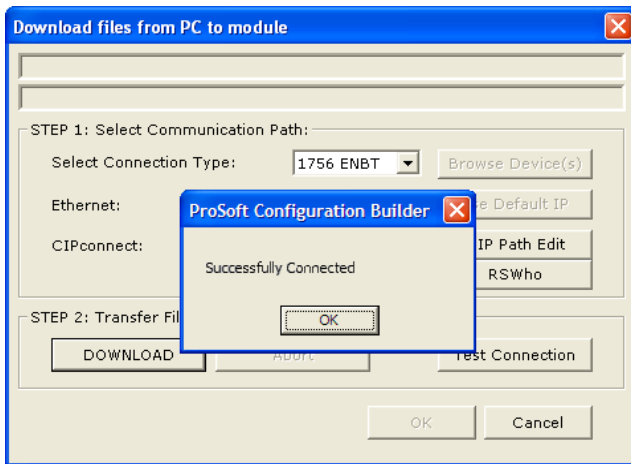 Download files from PC to module
STEP 1: Select Communication Path:
Select Connection Type: 1756 ENBT Browse Device(s)
Ethernet: Default IP
ProSoft Configuration Builder
CIPconnect: IP Path Edit
Successfully Connected
RSWho
OK
STEP 2: Transfer
DOWNLOAD Abort Test Connection
OK Cancel